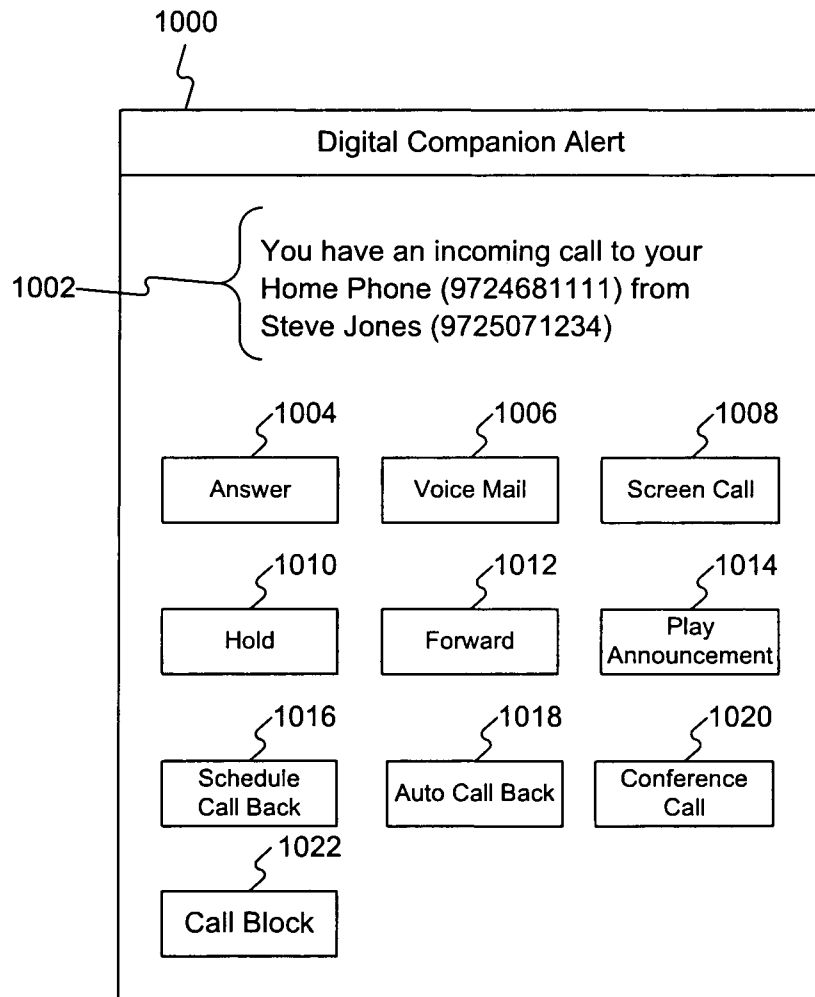 1000
Digital Companion Alert
You have an incoming call to your
1002
Home Phone (9724681111) from
Steve Jones (9725071234)
1004 1006 1008
Answer Voice Mail Screen Call
1010 1012 1014
Hold Forward Play
Announcement
1016 1018 1020
Schedule
Call Back Auto Call Back Conference
Call
1022
Call Block